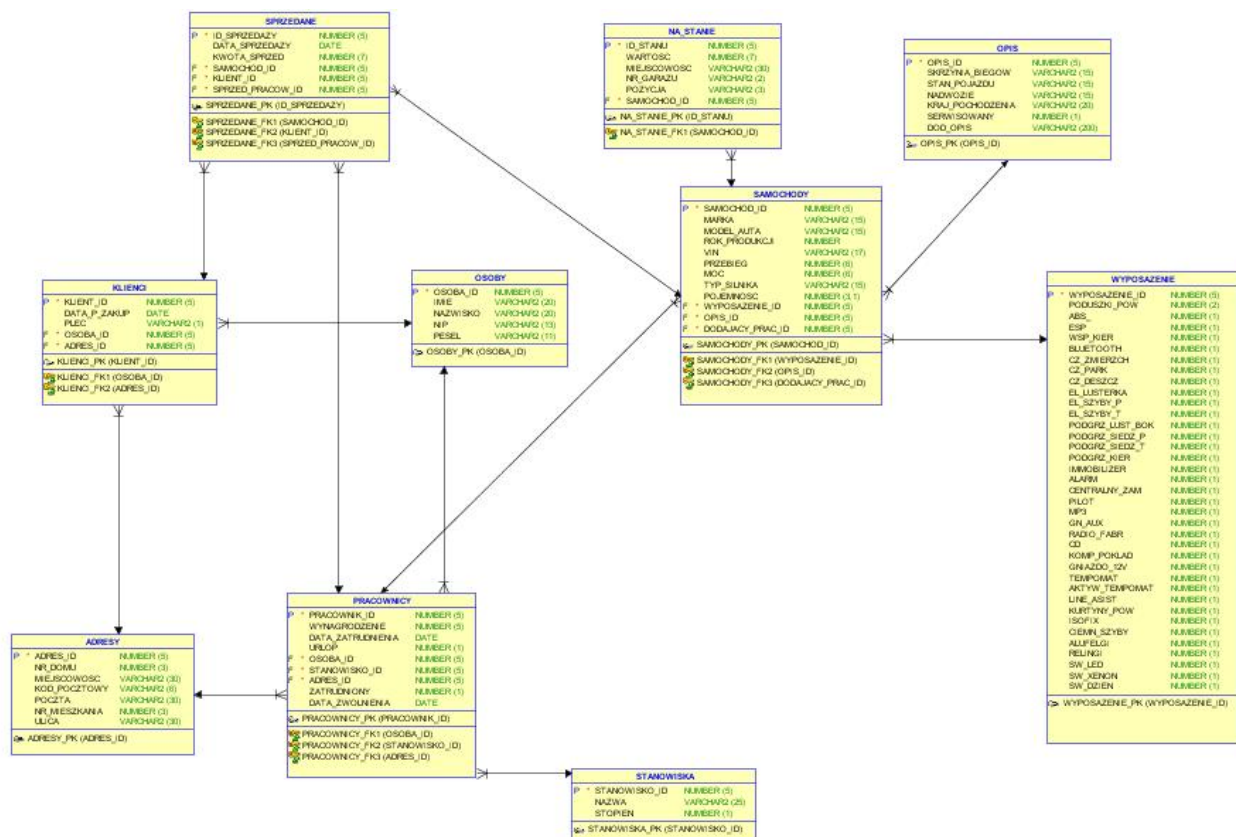 SPRZEDANE
P * ID_SPRZEDAZY NUMBER (5)
DATA_SPRZEDAZY DATE
KWOTA_SPRZED NUMBER (7)
F * SAMOCHOD_ID NUMBER (5)
F * KLIENT_ID NUMBER (5)
F * SPRZED_PRACOW_ID NUMBER (5)
SPRZEDANE_PK (ID_SPRZEDAZY)
SPRZEDANE_FK1 (SAMOCHOD_ID)
SPRZEDANE_FK2 (KLIENT_ID)
SPRZEDANE_FK3 (SPRZED_PRACOW_ID)
NA_STANIE
P * ID_STANU NUMBER (5)
WARTOSC NUMBER (7)
MIEJSCOWOSC VARCHAR2 (30)
NR_GARAZU VARCHAR2 (2)
POZYCJA VARCHAR2 (3)
F * SAMOCHOD_ID NUMBER (5)
NA_STANIE_PK (ID_STANU)
NA_STANIE_FK1 (SAMOCHOD_ID)
OPIS
P * OPIS_ID NUMBER (5)
SKRZYNIA_BIEGOW VARCHAR2 (15)
STAN_POJAZDU VARCHAR2 (15)
NADWOZIE VARCHAR2 (15)
KRAJ_POCHODZENIA VARCHAR2 (20)
SERWISOWANY NUMBER (1)
DOD_OPIS VARCHAR2 (200)
OPIS_PK (OPIS_ID)
SAMOCHODY
P * SAMOCHOD_ID NUMBER (5)
MARKA VARCHAR2 (15)
MODEL_AUTA VARCHAR2 (15)
ROK_PRODUKCJI NUMBER
VIN VARCHAR2 (17)
PRZEBIEG NUMBER (6)
MOC NUMBER (6)
TYP_SILNIKA VARCHAR2 (15)
POJEMNOSC NUMBER (3,1)
F * WYPOSAZENIE_ID NUMBER (5)
F * OPIS_ID NUMBER (5)
F * DODAJACY_PRAC_ID NUMBER (5)
SAMOCHODY_PK (SAMOCHOD_ID)
SAMOCHODY_FK1 (WYPOSAZENIE_ID)
SAMOCHODY_FK2 (OPIS_ID)
SAMOCHODY_FK3 (DODAJACY_PRAC_ID)
KLIENCI
P * KLIENT_ID NUMBER (5)
DATA_P_ZAKUP DATE
PLEC VARCHAR2 (1)
F * OSOBA_ID NUMBER (5)
F * ADRES_ID NUMBER (5)
KLIENCI_PK (KLIENT_ID)
KLIENCI_FK1 (OSOBA_ID)
KLIENCI_FK2 (ADRES_ID)
OSOBY
P * OSOBA_ID NUMBER (5)
IMIE VARCHAR2 (20)
NAZWISKO VARCHAR2 (20)
NIP VARCHAR2 (13)
PESEL VARCHAR2 (11)
OSOBY_PK (OSOBA_ID)
WYPOSAZENIE
P * WYPOSAZENIE_ID NUMBER (5)
PODUSZKI_POW NUMBER (2)
ABS_ NUMBER (1)
ESP NUMBER (1)
WSP_KIER NUMBER (1)
BLUETOOTH NUMBER (1)
CZ_ZMIERZCH NUMBER (1)
CZ_PARK NUMBER (1)
CZ_DESZCZ NUMBER (1)
EL_LUSTERKA NUMBER (1)
EL_SZYBY_P NUMBER (1)
EL_SZYBY_T NUMBER (1)
PODGRZ_LUST_BOK NUMBER (1)
PODGRZ_SIEDZ_P NUMBER (1)
PODGRZ_SIEDZ_T NUMBER (1)
PODGRZ_KIER NUMBER (1)
IMMOBILIZER NUMBER (1)
ALARM NUMBER (1)
CENTRALNY_ZAM NUMBER (1)
PILOT NUMBER (1)
MP3 NUMBER (1)
GN_AUX NUMBER (1)
RADIO_FABR NUMBER (1)
CD NUMBER (1)
KOMP_POKLAD NUMBER (1)
GNIAZDO_12V NUMBER (1)
TEMPOMAT NUMBER (1)
AKTYW_TEMPOMAT NUMBER (1)
LINE_ASIST NUMBER (1)
KURTYNY_POW NUMBER (1)
ISOFIX NUMBER (1)
CIEMN_SZYBY NUMBER (1)
ALUFELGI NUMBER (1)
RELINGI NUMBER (1)
SW_LED NUMBER (1)
SW_XENON NUMBER (1)
SW_DZIEN NUMBER (1)
WYPOSAZENIE_PK (WYPOSAZENIE_ID)
PRACOWNICY
P * PRACOWNIK_ID NUMBER (5)
WYNAGRODZENIE NUMBER (5)
DATA_ZATRUDNIENIA DATE
URLOP NUMBER (1)
F * OSOBA_ID NUMBER (5)
F * STANOWISKO_ID NUMBER (5)
F * ADRES_ID NUMBER (5)
ZATRUDNIONY NUMBER (1)
DATA_ZWOLNIENIA DATE
PRACOWNICY_PK (PRACOWNIK_ID)
PRACOWNICY_FK1 (OSOBA_ID)
PRACOWNICY_FK2 (STANOWISKO_ID)
PRACOWNICY_FK3 (ADRES_ID)
ADRESY
P * ADRES_ID NUMBER (5)
NR_DOMU NUMBER (3)
MIEJSCOWOSC VARCHAR2 (30)
KOD_POCZTOWY VARCHAR2 (6)
POCZTA VARCHAR2 (30)
NR_MIESZKANIA NUMBER (3)
ULICA VARCHAR2 (30)
ADRESY_PK (ADRES_ID)
STANOWISKA
P * STANOWISKO_ID NUMBER (5)
NAZWA VARCHAR2 (25)
STOPIEN NUMBER (1)
STANOWISKA_PK (STANOWISKO_ID)